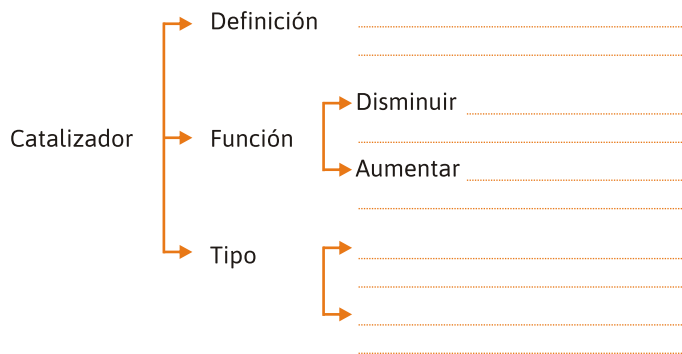 Definición
Disminuir
Catalizador
Función
Aumentar
Tipo